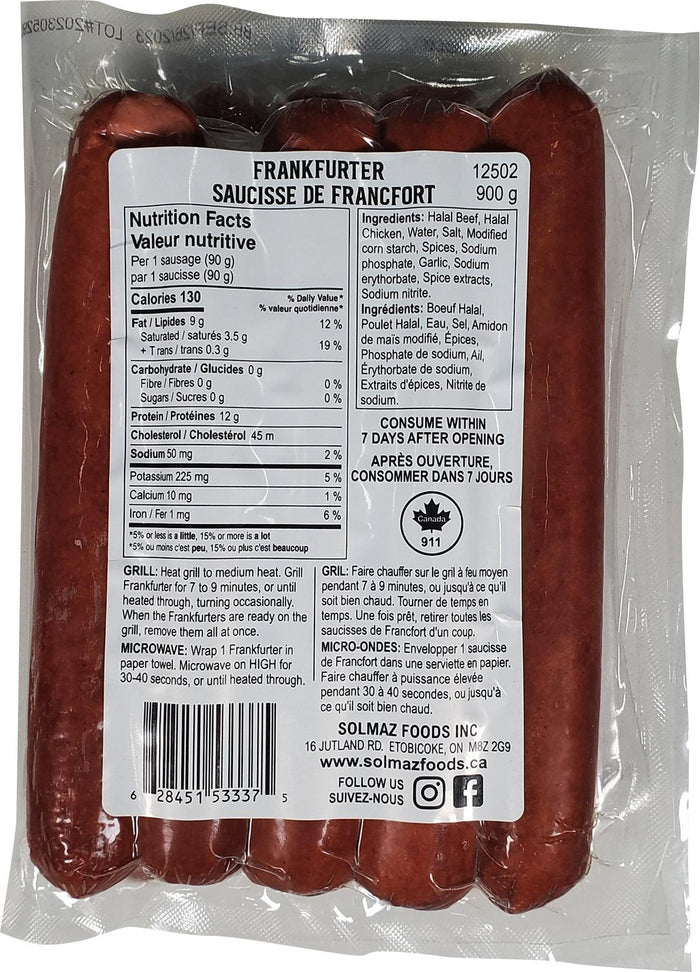 LOT#2023052
BB SEP/26/2023
FRANKFURTER 12502
SAUCISSE DE FRANCFORT 900 g
Nutrition Facts
Valeur nutritive
Per 1 sausage (90 g)
par 1 saucisse (90 g)
Calories 130 % Daily Value*
% valeur quotidienne*
Fat / Lipides 9 g 12 %
Saturated / saturés 3.5 g
+ Trans / trans 0.3 g 19 %
Carbohydrate / Glucides 0 g
Fibre / Fibres 0 g 0 %
Sugars / Sucres 0 g 0 %
Protein / Protéines 12 g
Cholesterol / Cholestérol 45 m
Sodium 50 mg 2 %
Potassium 225 mg 5 %
Calcium 10 mg 1 %
Iron / Fer 1 mg 6 %
*5% or less is a little, 15% or more is a lot
*5% ou moins c'est peu, 15% ou plus c'est beaucoup
Ingredients: Halal Beef, Halal
Chicken, Water, Salt, Modified
corn starch, Spices, Sodium
phosphate, Garlic, Sodium
erythorbate, Spice extracts,
Sodium nitrite.
Ingrédients: Boeuf Halal,
Poulet Halal, Eau, Sel, Amidon
de maïs modifié, Épices,
Phosphate de sodium, Ail,
Érythorbate de sodium,
Extraits d'épices, Nitrite de
sodium.
CONSUME WITHIN
7 DAYS AFTER OPENING
APRÈS OUVERTURE,
CONSOMMER DANS 7 JOURS
Canada
911
GRILL: Heat grill to medium heat. Grill
Frankfurter for 7 to 9 minutes, or until
heated through, turning occasionally.
When the Frankfurters are ready on the
grill, remove them all at once.
MICROWAVE: Wrap 1 Frankfurter in
paper towel. Microwave on HIGH for
30-40 seconds, or until heated through.
GRIL: Faire chauffer sur le gril à feu moyen
pendant 7 à 9 minutes, ou jusqu'à ce qu'il
soit bien chaud. Tourner de temps en
temps. Une fois prêt, retirer toutes les
saucisses de Francfort d'un coup.
MICRO-ONDES: Envelopper 1 saucisse
de Francfort dans une serviette en papier.
Faire chauffer à puissance élevée
pendant 30 à 40 secondes, ou jusqu'à
ce qu'il soit bien chaud.
6 28451 53337 5
SOLMAZ FOODS INC
16 JUTLAND RD. ETOBICOKE, ON M8Z 2G9
www.solmazfoods.ca
FOLLOW US
SUIVEZ-NOUS